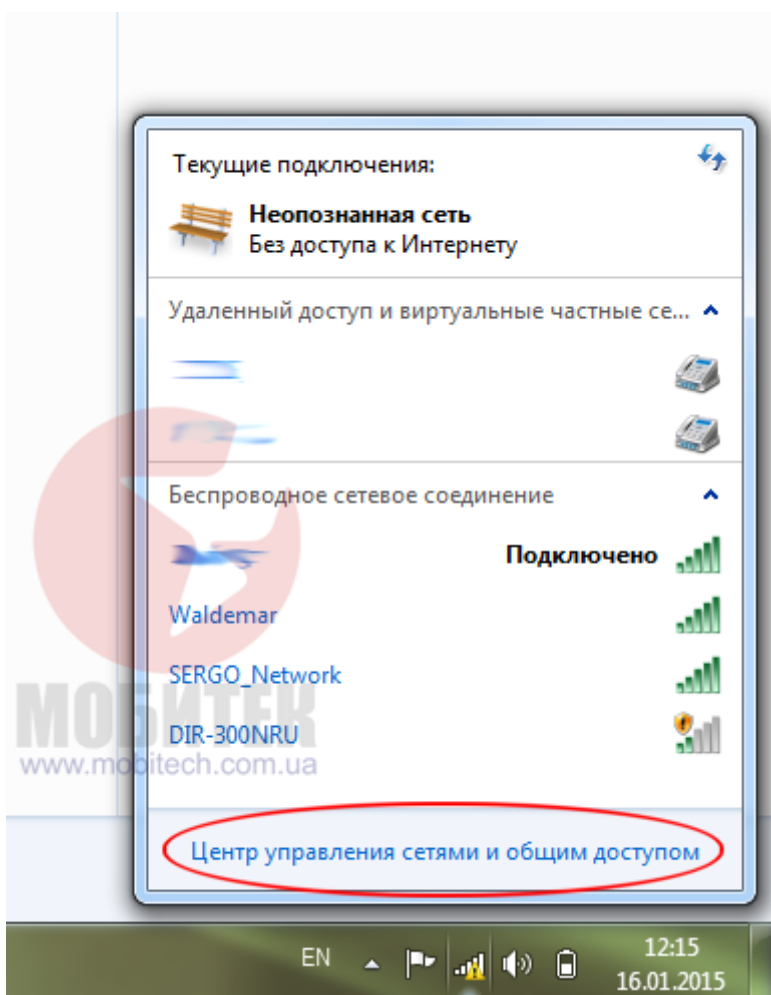 Текущие подключения:
Неопознанная сеть
Без доступа к Интернету
Удаленный доступ и виртуальные частные се...
Беспроводное сетевое соединение
Подключено
Waldemar
SERGO_Network
DIR-300NRU
МОБИТЕК
www.mobitech.com.ua
Центр управления сетями и общим доступом
EN
12:15
16.01.2015